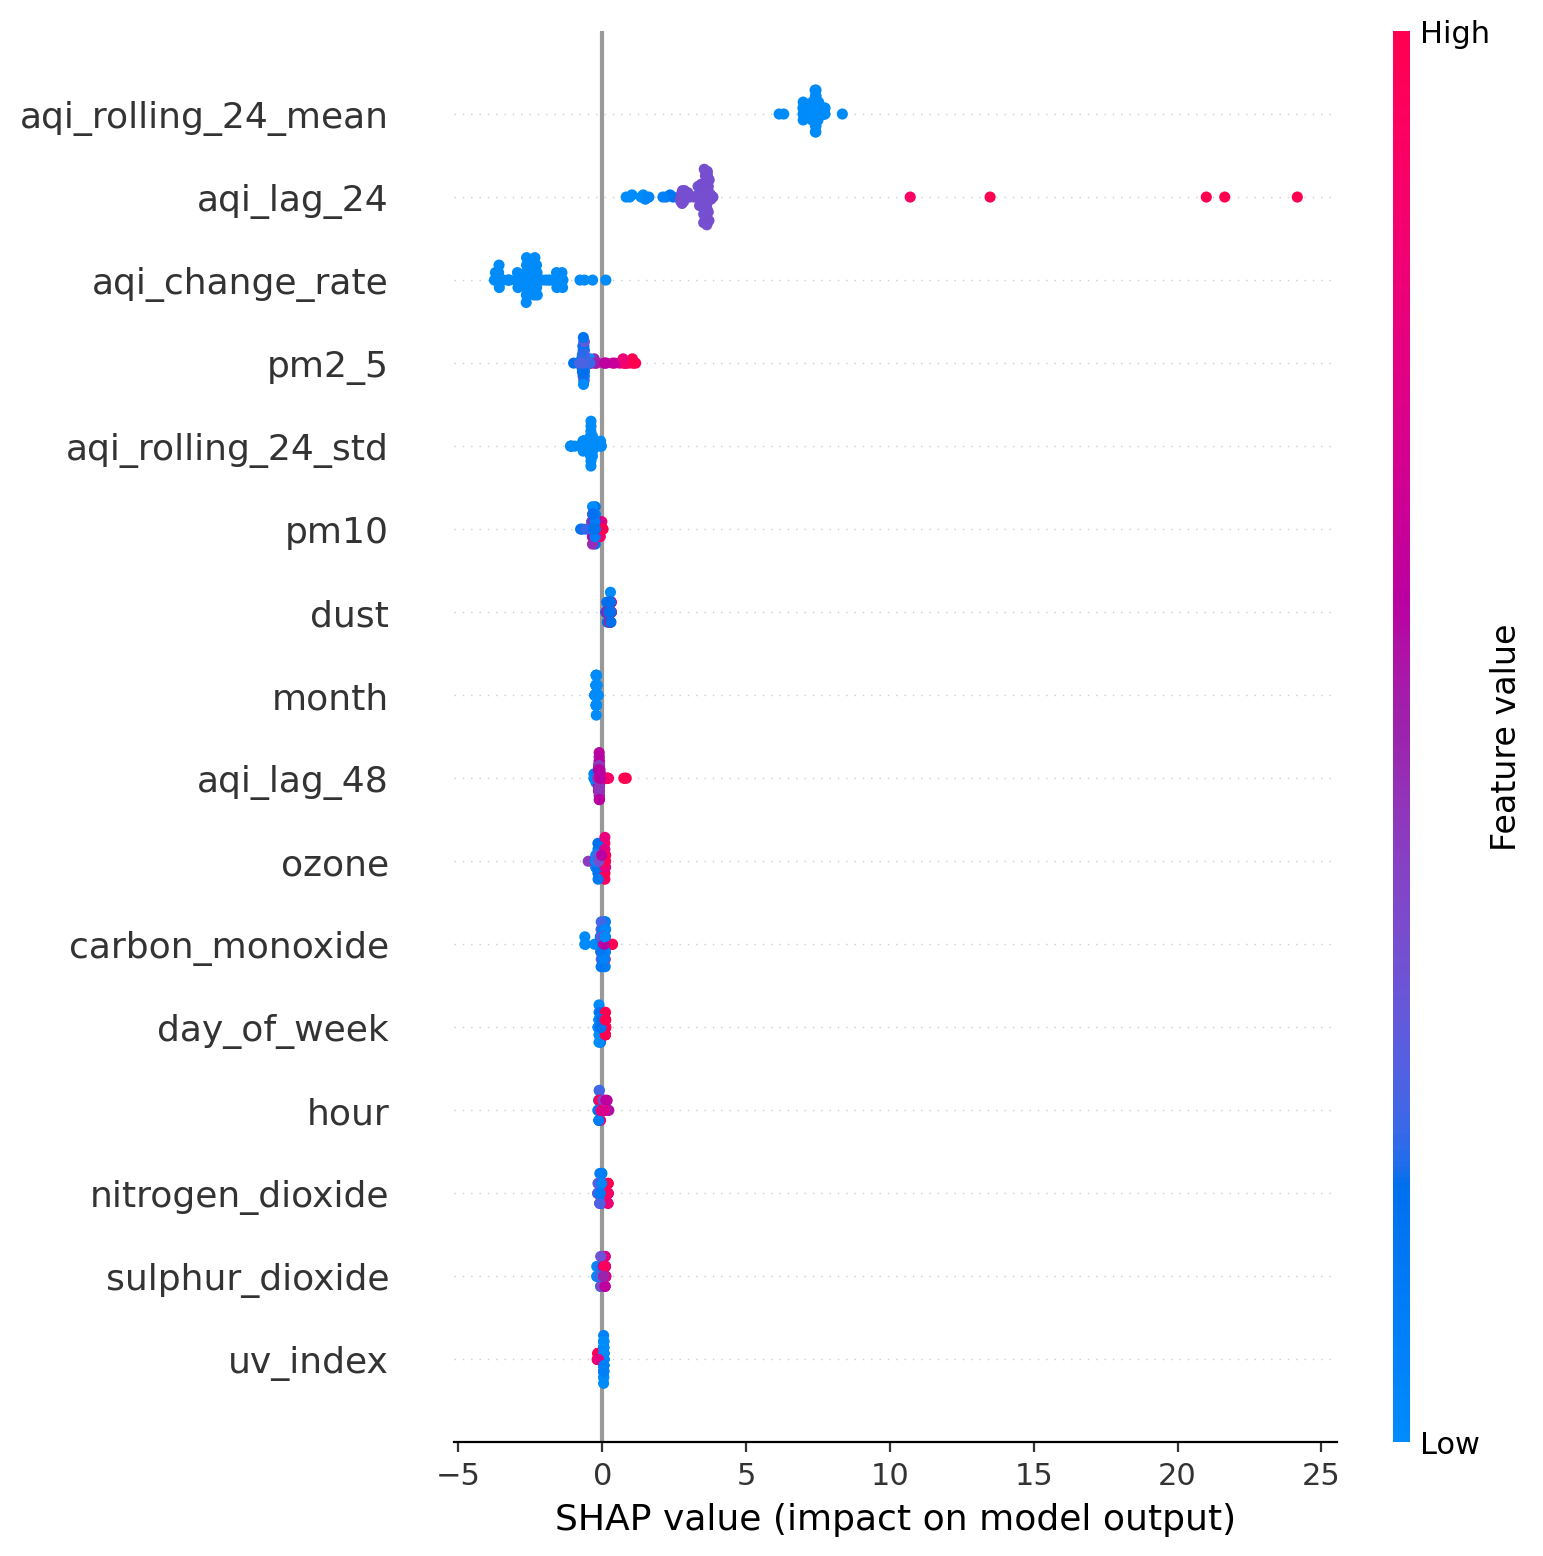 High
aqi_rolling_24_mean
aqi_lag_24
aqi_change_rate
pm2_5
aqi_rolling_24_std
pm10
dust
month
aqi_lag_48
ozone
carbon_monoxide
day_of_week
hour
nitrogen_dioxide
sulphur_dioxide
uv_index
Feature value
Low
−5 0 5 10 15 20 25
SHAP value (impact on model output)